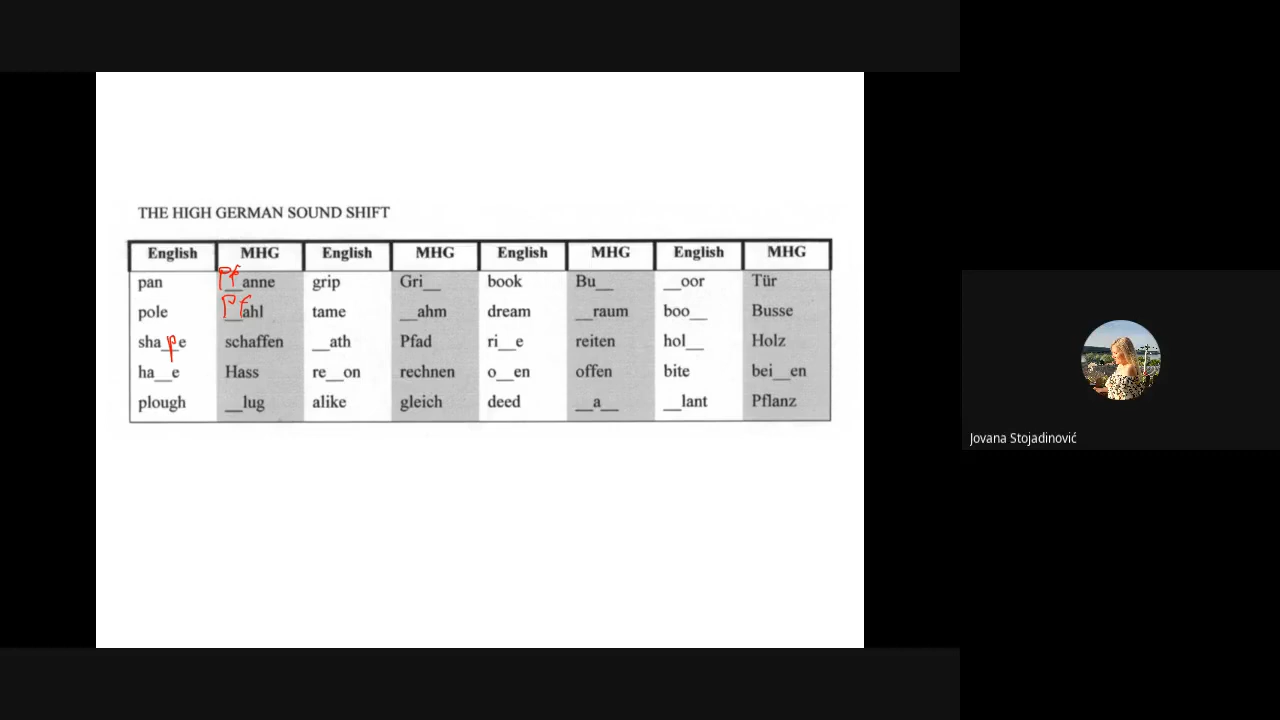 THE HIGH GERMAN SOUND SHIFT
English MHG English MHG English MHG English MHG
pan Pf__anne grip Gri__ book Bu__ __oor Tür
pole Pf__ahl tame __ahm dream __raum boo__ Busse
sha__pe schaffen __ath Pfad ri__e reiten hol__ Holz
ha__e Hass re__on rechnen o__en offen bite bei__en
plough __lug alike gleich deed __a__ __lant Pflanz
Jovana Stojadinović